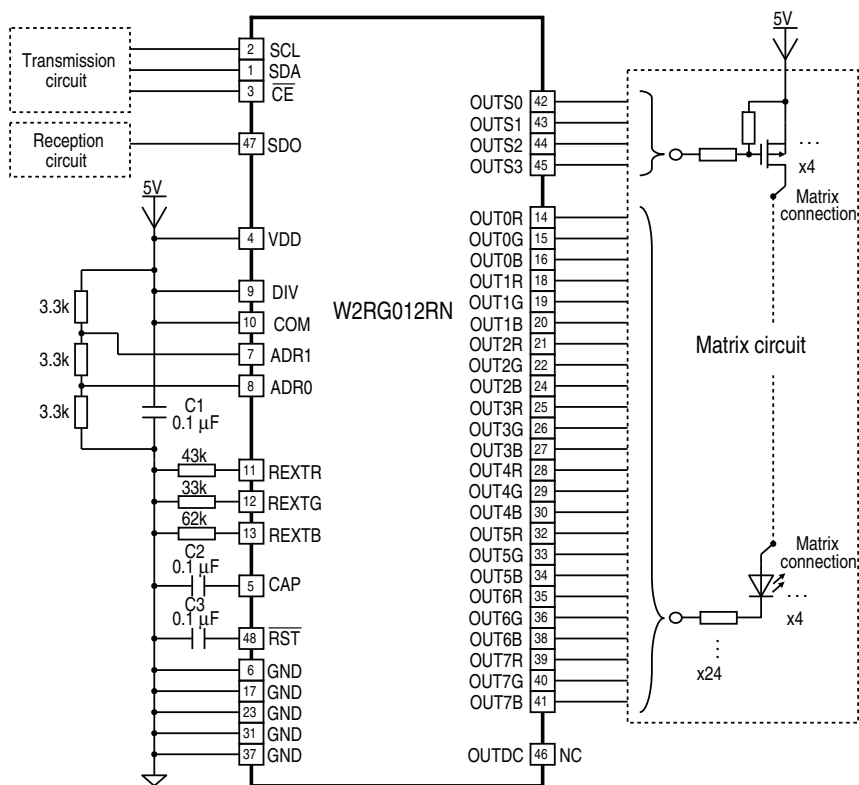 Transmission
circuit
Reception
circuit
2 SCL
1 SDA
3 CE
47 SDO
5V
4 VDD
9 DIV
10 COM
7 ADR1
8 ADR0
3.3k
3.3k
3.3k
C1
0.1 µF
43k
11 REXTR
33k
12 REXTG
62k
13 REXTB
C2
0.1 µF
5 CAP
C3
0.1 µF
48 RST
6 GND
17 GND
23 GND
31 GND
37 GND
W2RG012RN
OUTS0 42
OUTS1 43
OUTS2 44
OUTS3 45
OUT0R 14
OUT0G 15
OUT0B 16
OUT1R 18
OUT1G 19
OUT1B 20
OUT2R 21
OUT2G 22
OUT2B 24
OUT3R 25
OUT3G 26
OUT3B 27
OUT4R 28
OUT4G 29
OUT4B 30
OUT5R 32
OUT5G 33
OUT5B 34
OUT6R 35
OUT6G 36
OUT6B 38
OUT7R 39
OUT7G 40
OUT7B 41
OUTDC 46 NC
5V
...
x4
Matrix
connection
Matrix circuit
Matrix
connection
...
x4
...
x24